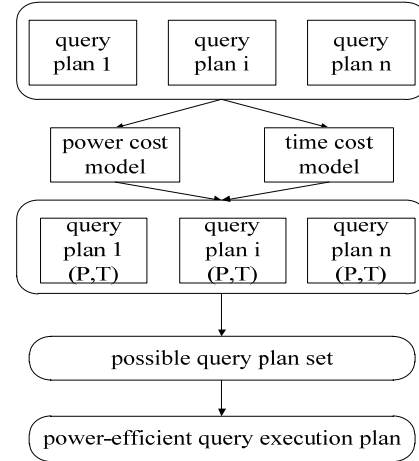 query query query
plan 1 plan i plan n
power cost time cost
model model
query query query
plan 1 plan i plan n
(P,T) (P,T) (P,T)
possible query plan set
power-efficient query execution plan